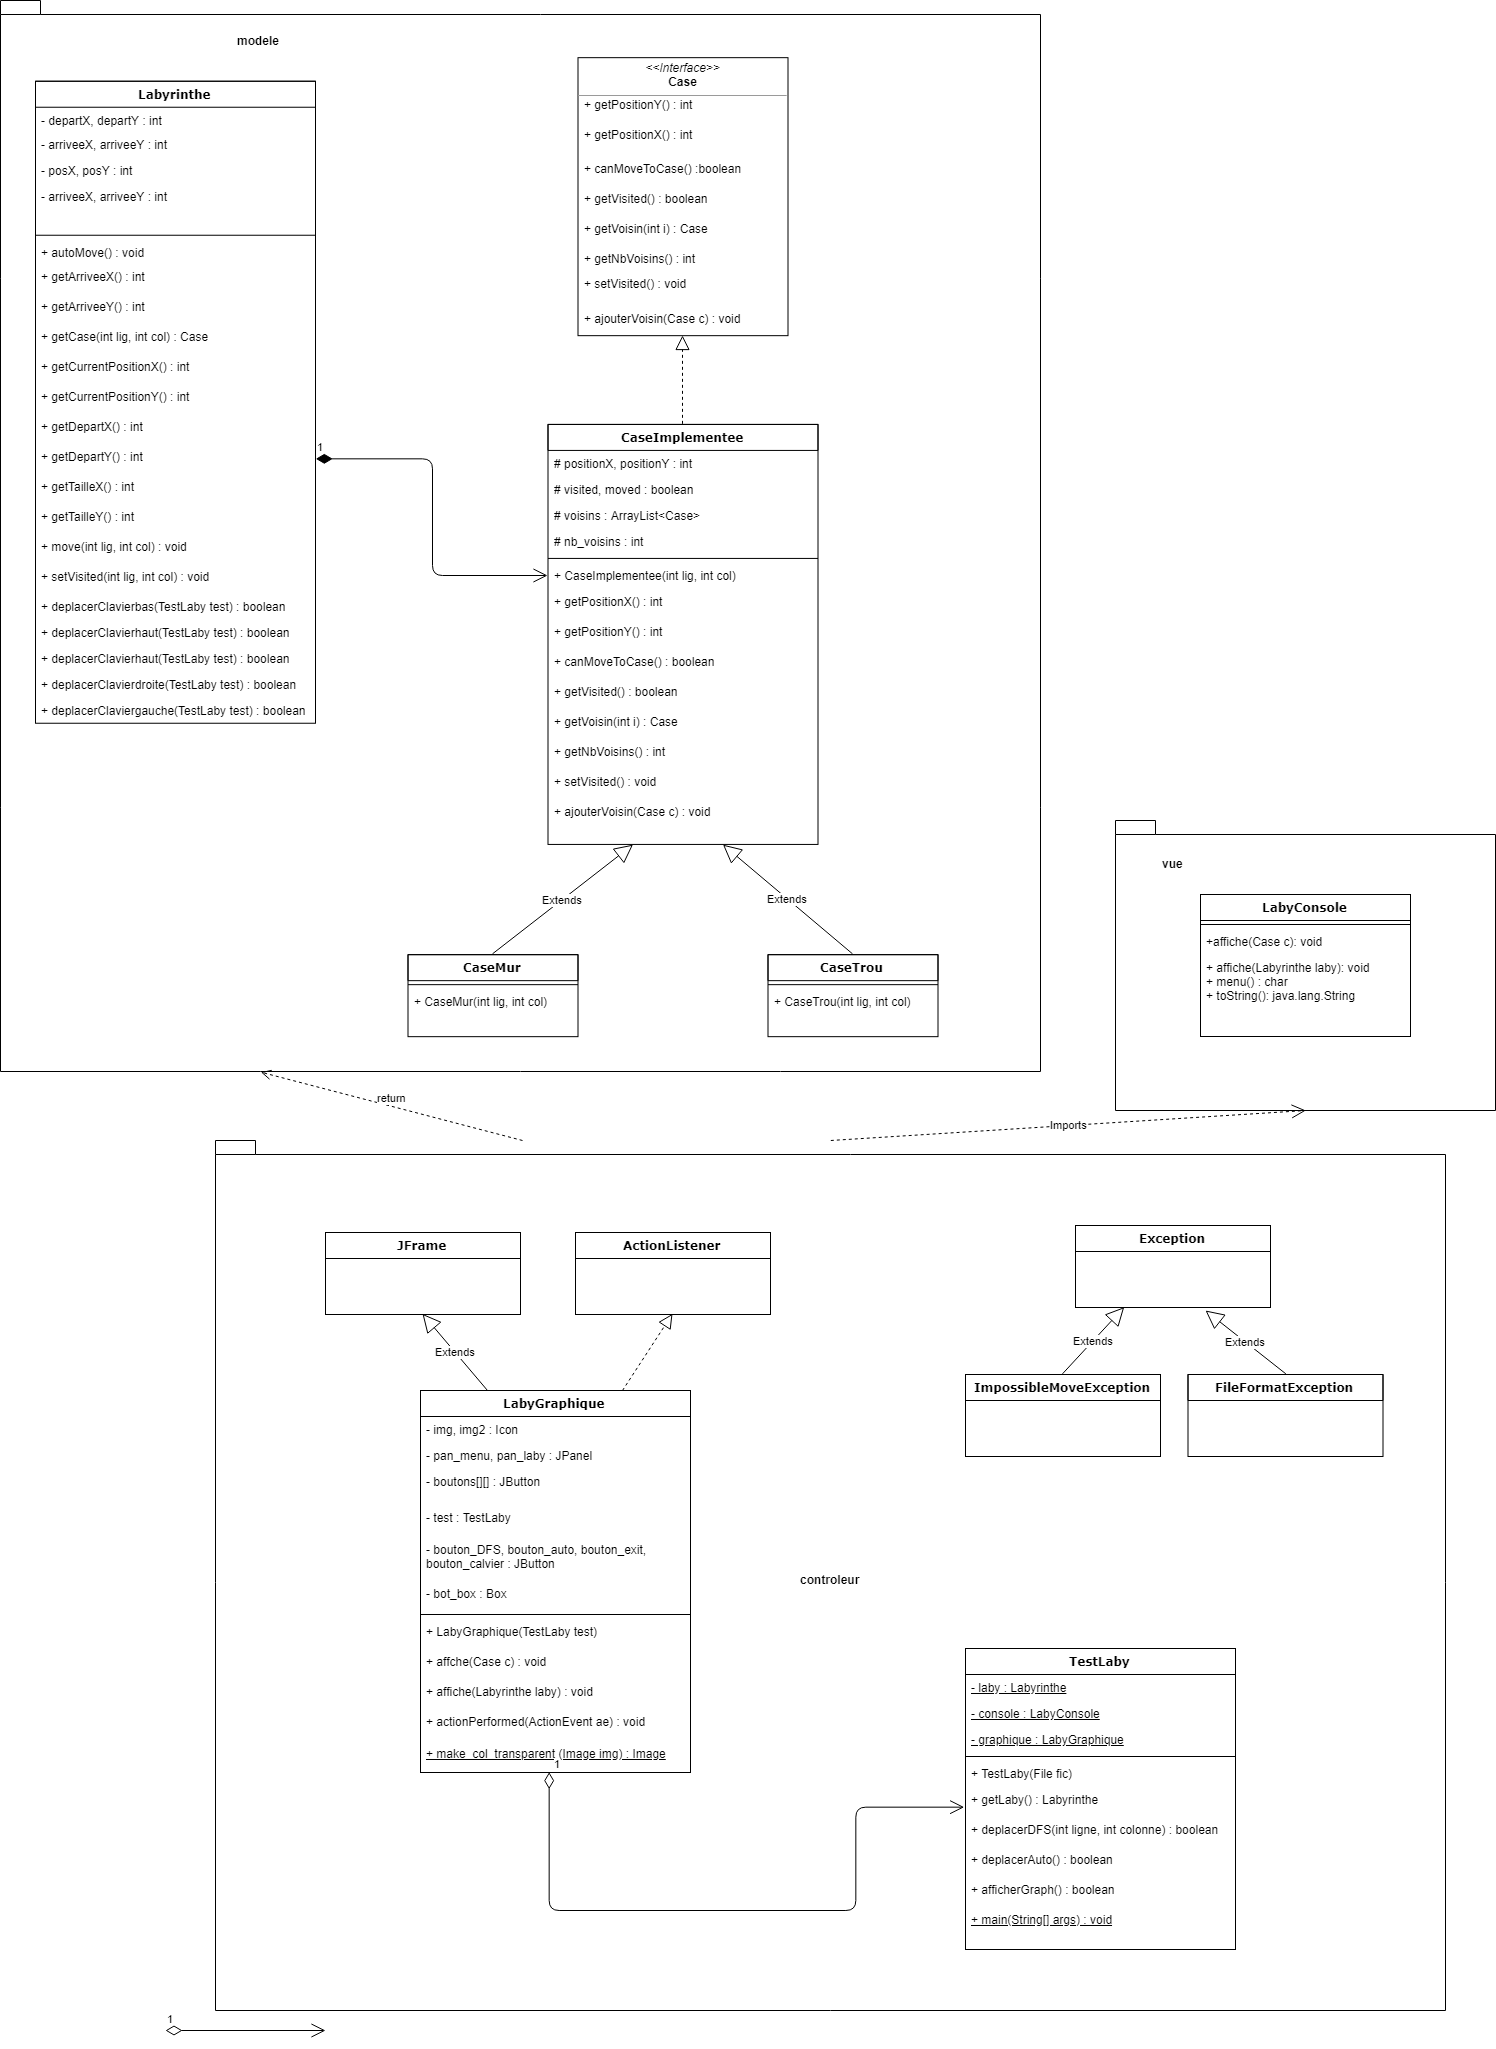 modele
Labyrinthe
- departX, departY : int
- arriveeX, arriveeY : int
- posX, posY : int
- arriveeX, arriveeY : int
+ autoMove() : void
+ getArriveeX() : int
+ getArriveeY() : int
+ getCase(int lig, int col) : Case
+ getCurrentPositionX() : int
+ getCurrentPositionY() : int
+ getDepartX() : int
+ getDepartY() : int
+ getTailleX() : int
+ getTailleY() : int
+ move(int lig, int col) : void
+ setVisited(int lig, int col) : void
+ deplacerClavierbas(TestLaby test) : boolean
+ deplacerClavierhaut(TestLaby test) : boolean
+ deplacerClavierhaut(TestLaby test) : boolean
+ deplacerClavierdroite(TestLaby test) : boolean
+ deplacerClaviergauche(TestLaby test) : boolean
1
<<Interface>>
Case
+ getPositionY() : int
+ getPositionX() : int
+ canMoveToCase() :boolean
+ getVisited() : boolean
+ getVoisin(int i) : Case
+ getNbVoisins() : int
+ setVisited() : void
+ ajouterVoisin(Case c) : void
CaseImplementee
# positionX, positionY : int
# visited, moved : boolean
# voisins : ArrayList<Case>
# nb_voisins : int
+ CaseImplementee(int lig, int col)
+ getPositionX() : int
+ getPositionY() : int
+ canMoveToCase() : boolean
+ getVisited() : boolean
+ getVoisin(int i) : Case
+ getNbVoisins() : int
+ setVisited() : void
+ ajouterVoisin(Case c) : void
Extends
Extends
CaseMur
+ CaseMur(int lig, int col)
CaseTrou
+ CaseTrou(int lig, int col)
vue
LabyConsole
+affiche(Case c): void
+ affiche(Labyrinthe laby): void
+ menu() : char
+ toString(): java.lang.String
return
Imports
JFrame
ActionListener
Exception
Extends
Extends
Extends
ImpossibleMoveException
FileFormatException
LabyGraphique
- img, img2 : Icon
- pan_menu, pan_laby : JPanel
- boutons[][] : JButton
- test : TestLaby
- bouton_DFS, bouton_auto, bouton_exit,
bouton_calvier : JButton
- bot_box : Box
+ LabyGraphique(TestLaby test)
+ affche(Case c) : void
+ affiche(Labyrinthe laby) : void
+ actionPerformed(ActionEvent ae) : void
+ make_col_transparent (Image img) : Image
1
controleur
TestLaby
- laby : Labyrinthe
- console : LabyConsole
- graphique : LabyGraphique
+ TestLaby(File fic)
+ getLaby() : Labyrinthe
+ deplacerDFS(int ligne, int colonne) : boolean
+ deplacerAuto() : boolean
+ afficherGraph() : boolean
+ main(String[] args) : void
1